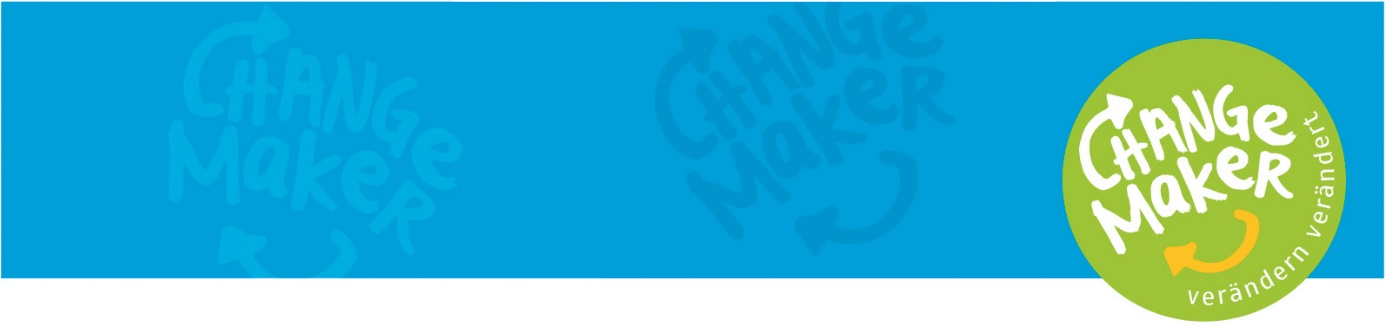 CHANGE
MaKeR
CHANGe
MaKeR
CHANGe
MaKeR
verändern verändert